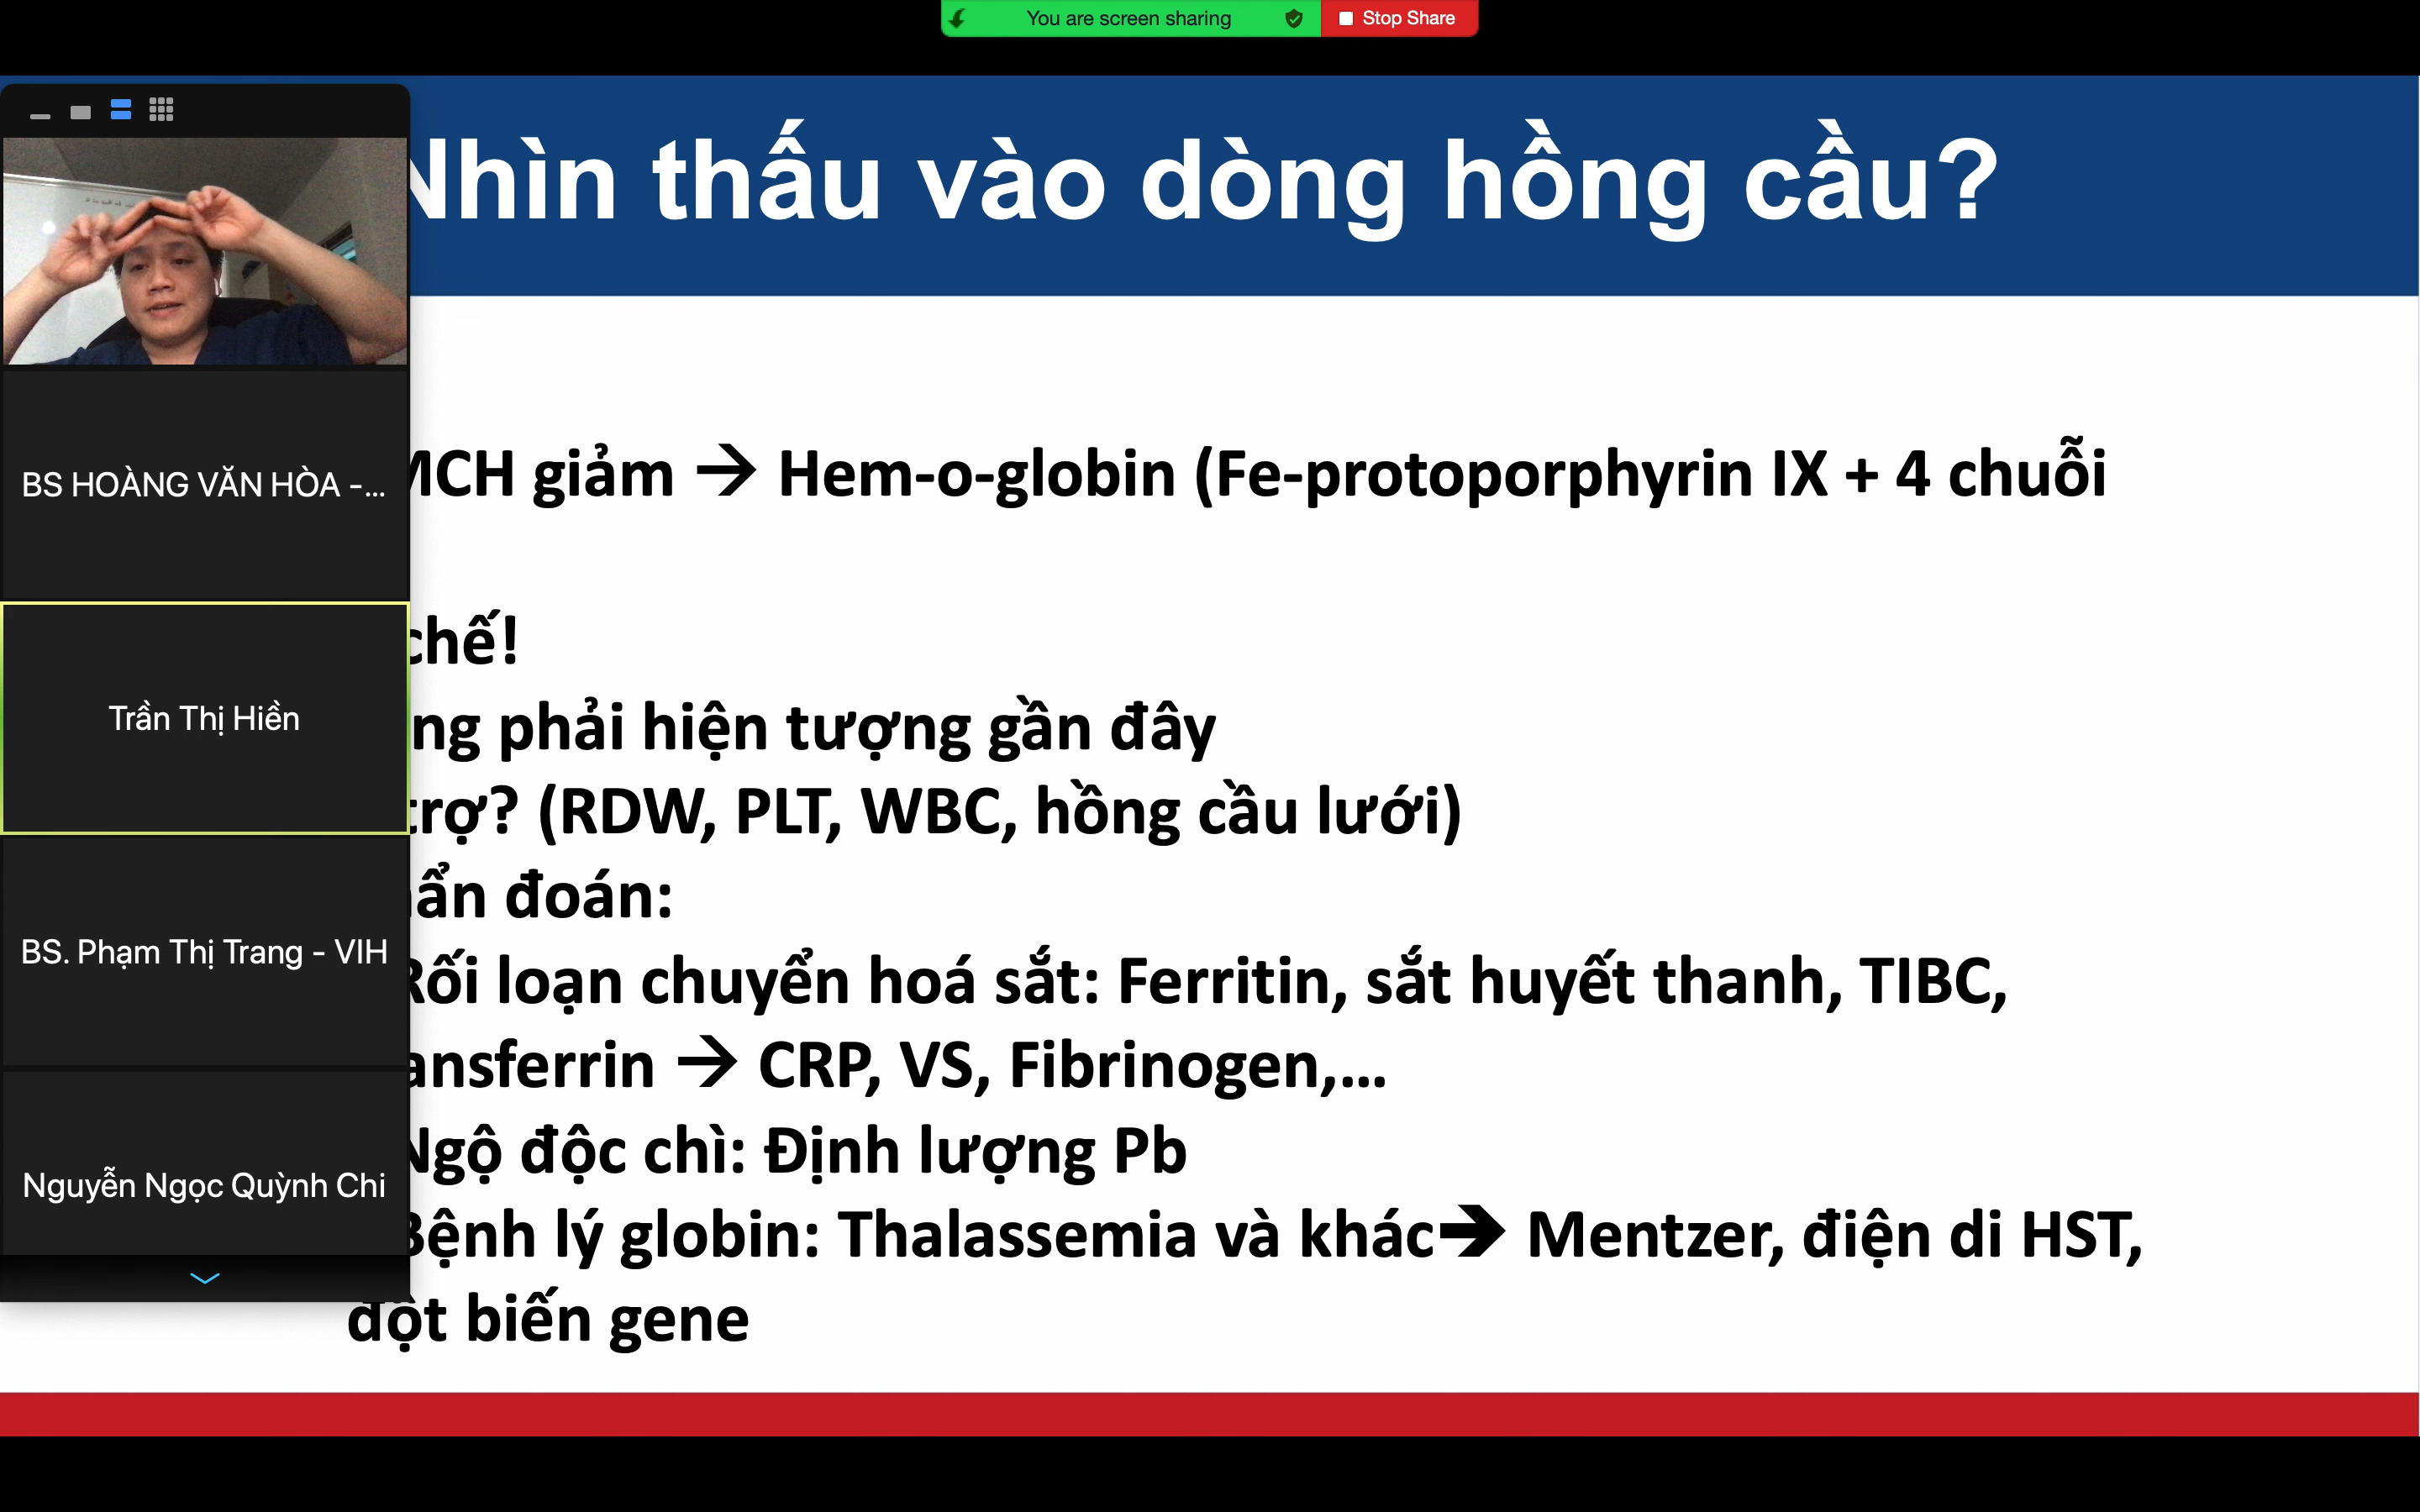 You are screen sharing
Stop Share
Nhìn thấu vào dòng hồng cầu?
BS HOÀNG VĂN HÒA -...
MCH giảm → Hem-o-globin (Fe-protoporphyrin IX + 4 chuỗi
chế!
Trần Thị Hiền
phải hiện tượng gần đây
trợ? (RDW, PLT, WBC, hồng cầu lưới)
đoán:
BS. Phạm Thị Trang - VIH
Rối loạn chuyển hoá sắt: Ferritin, sắt huyết thanh, TIBC,
→ CRP, VS, Fibrinogen,...
Ngộ độc chì: Định lượng Pb
Nguyễn Ngọc Quỳnh Chi
Bệnh lý globin: Thalassemia và khác→ Mentzer, điện di HST,
đột biến gene